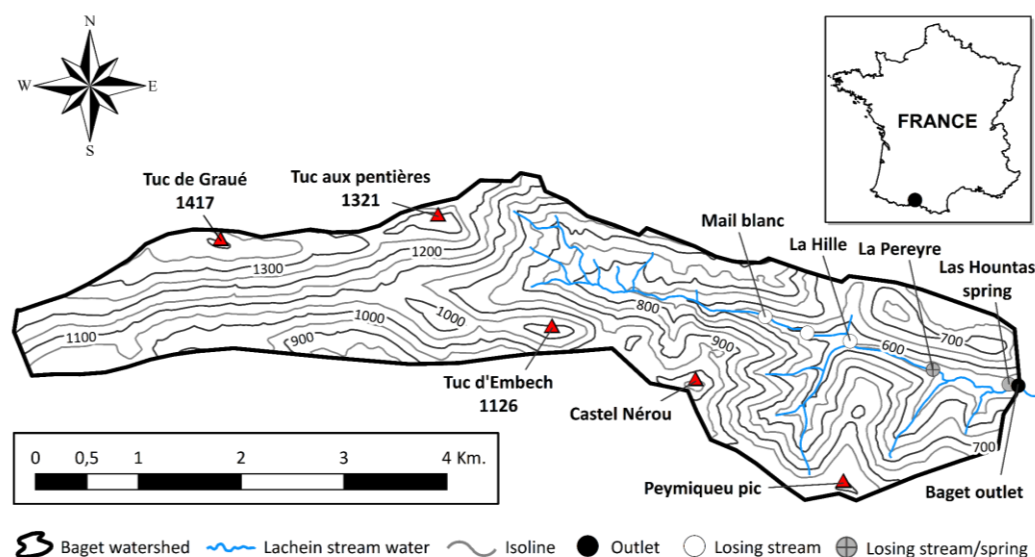 N
W
E
S
FRANCE
Tuc de Graué
1417
Tuc aux pentières
1321
Mail blanc
La Hille
La Pereyre
Las Hountas
spring
1300
1200
1100
1000
900
1000
800
900
600
700
700
Tuc d'Embech
1126
Castel Nérou
Peymiqueu pic
Baget outlet
0 0,5 1 2 3 4 Km.
Baget watershed Lachein stream water Isoline Outlet Losing stream Losing stream/spring